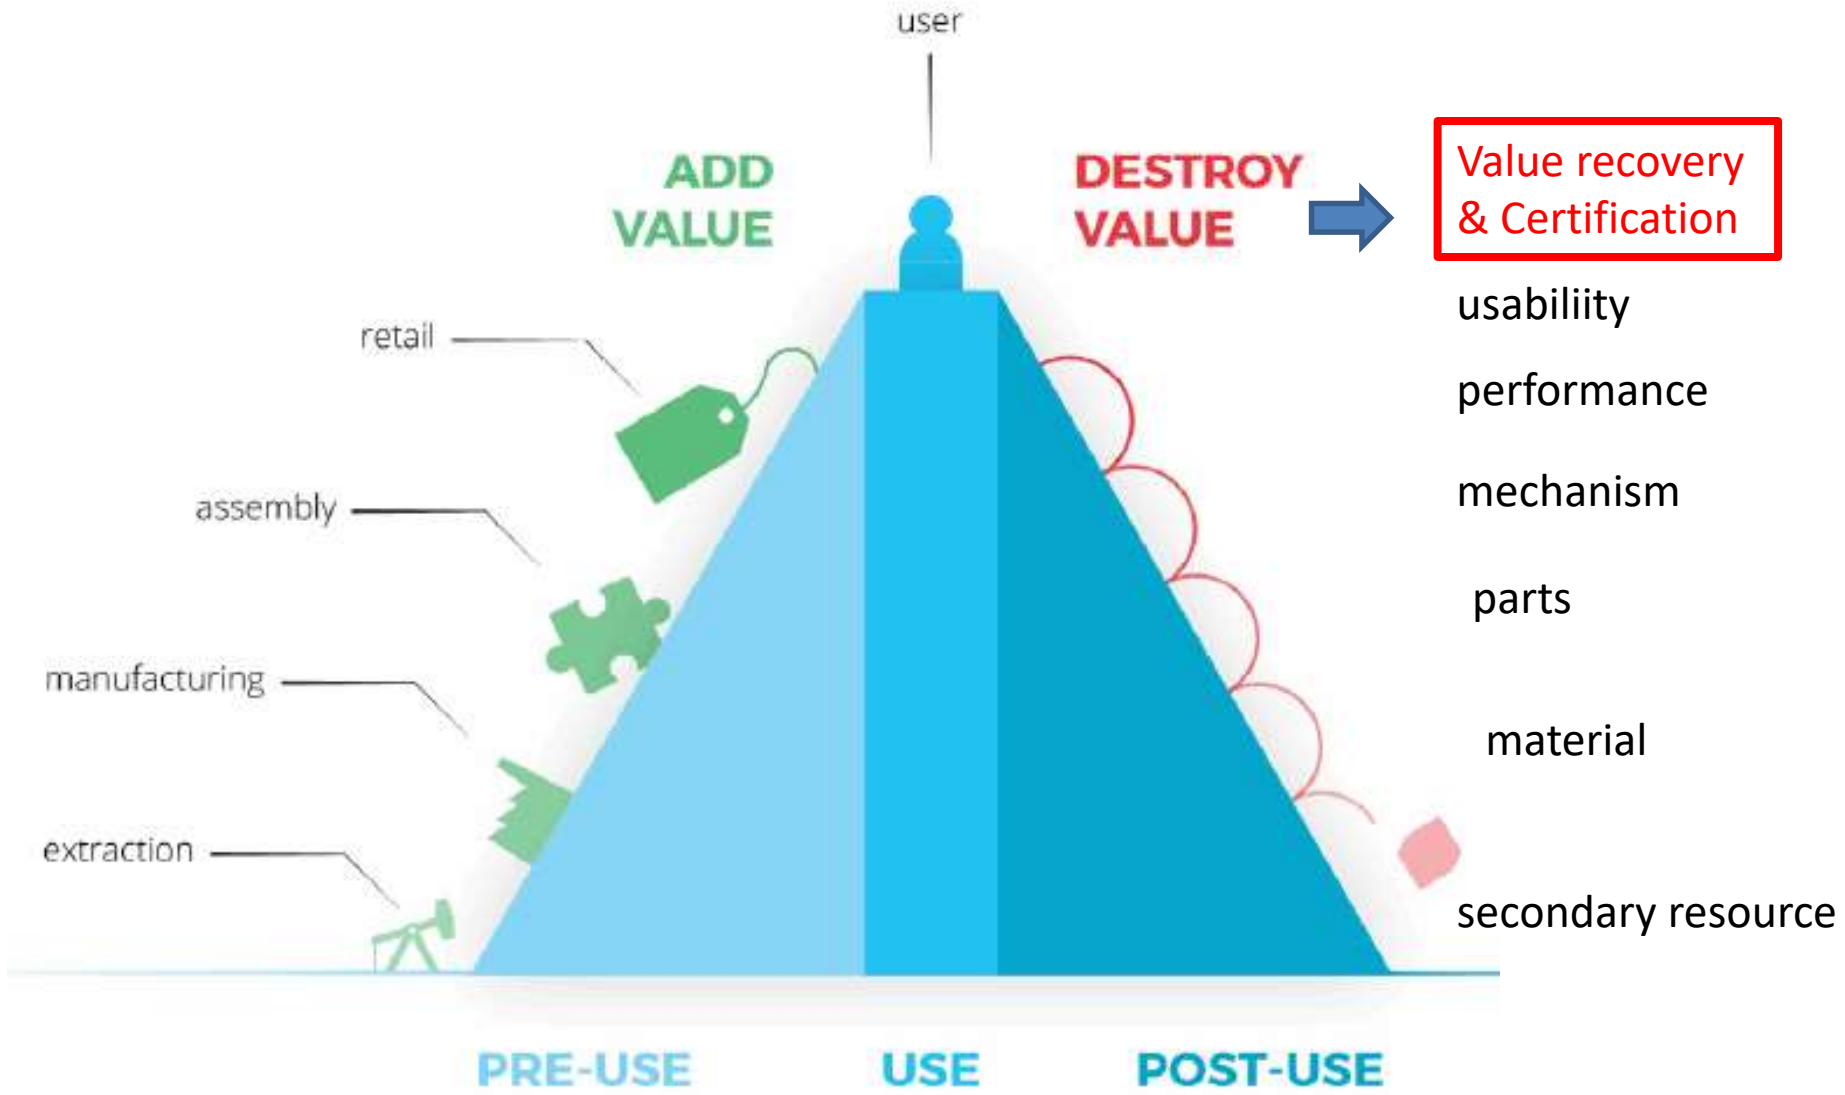 user
ADD
VALUE
DESTROY
VALUE
Value recovery
& Certification
usabiliity
retail
performance
assembly
mechanism
parts
manufacturing
material
extraction
secondary resource
PRE-USE
USE
POST-USE